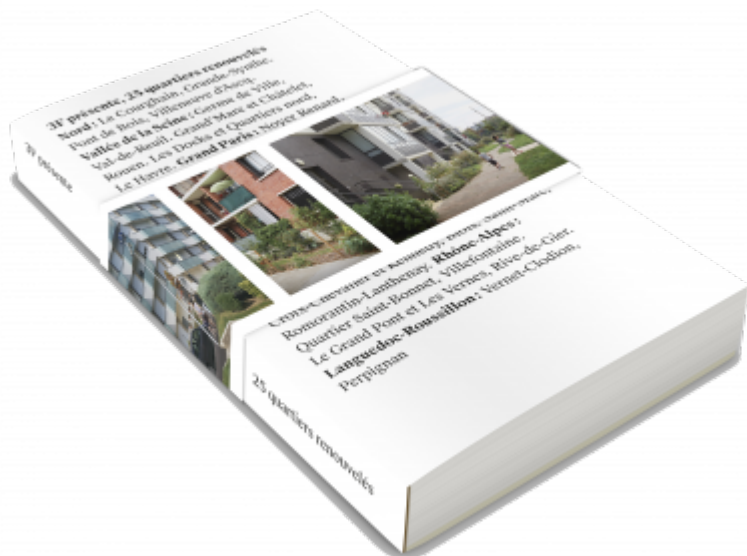 3F présente, 25 quartiers renouvelés
Nord : Le Courghain, Grande-Synthe.
Pont de Bois, Villeneuve d'Ascq.
Vallée de la Seine : Germe de Ville,
Val-de-Reuil. Grand'Mare et Châtelet,
Rouen. Les Docks et Quartiers nord,
Le Havre. Grand Paris : Noyer Renard
Romorantin-Lanthenay. Rhône-Alpes :
Quartier Saint-Bonnet, Villefontaine.
Le Grand Pont et Les Vernes, Rive-de-Gier.
Languedoc-Roussillon : Vernet-Clodion,
Perpignan
3F présente
25 quartiers renouvelés